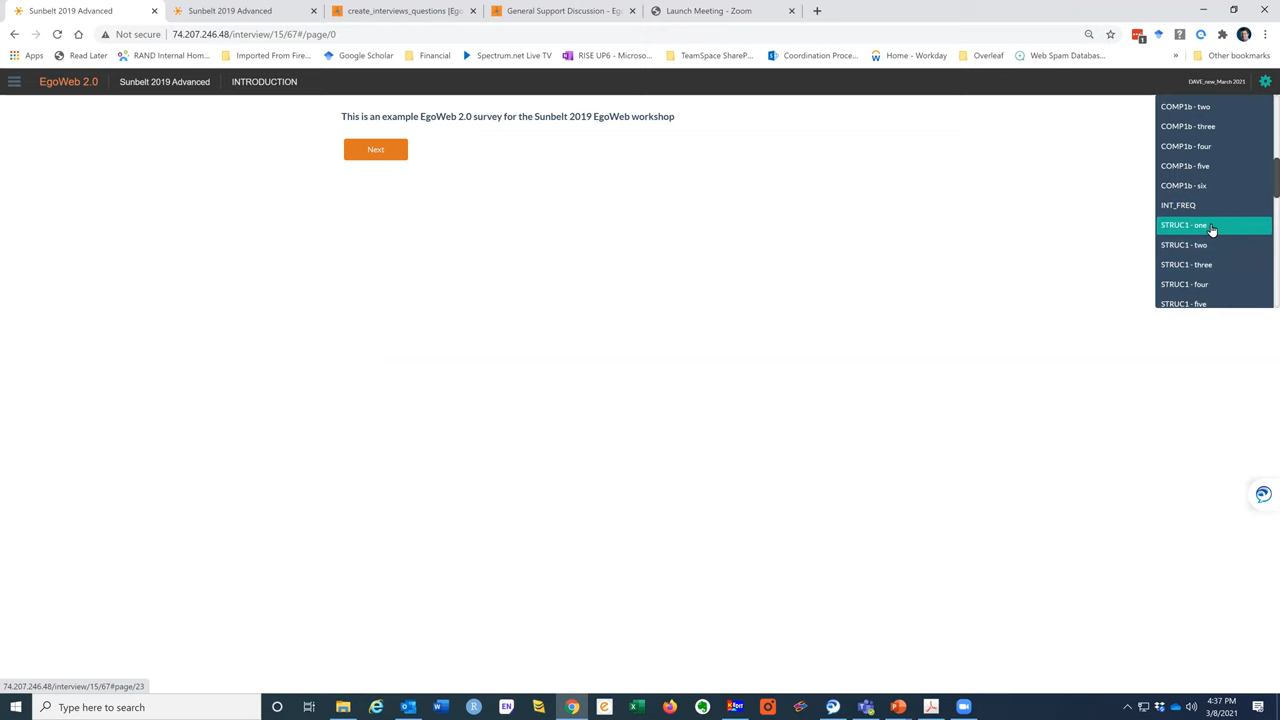 Sunbelt 2019 Advanced
Sunbelt 2019 Advanced
create_interviews_questions [Ego
General Support Discussion - Eg
Launch Meeting - Zoom
Not secure
74.207.246.48/interview/15/67#/page/0
Apps
Read Later
RAND Internal Hom...
Imported From Firef...
Financial
Google Scholar
Spectrum.net Live TV
RISE UP6 - Microso...
TeamSpace ShareP...
Coordination Proce...
Home - Workday
Overleaf
Web Spam Databas...
»
Other bookmarks
EgoWeb 2.0
Sunbelt 2019 Advanced
INTRODUCTION
DAVE_new_March 2021
This is an example EgoWeb 2.0 survey for the Sunbelt 2019 EgoWeb workshop
Next
COMP1b - two
COMP1b - three
COMP1b - four
COMP1b - five
COMP1b - six
INT_FREQ
STRUC1 - one
STRUC1 - two
STRUC1 - three
STRUC1 - four
STRUC1 - five
74.207.246.48/interview/15/67#page/23
Type here to search
4:37 PM
3/8/2021